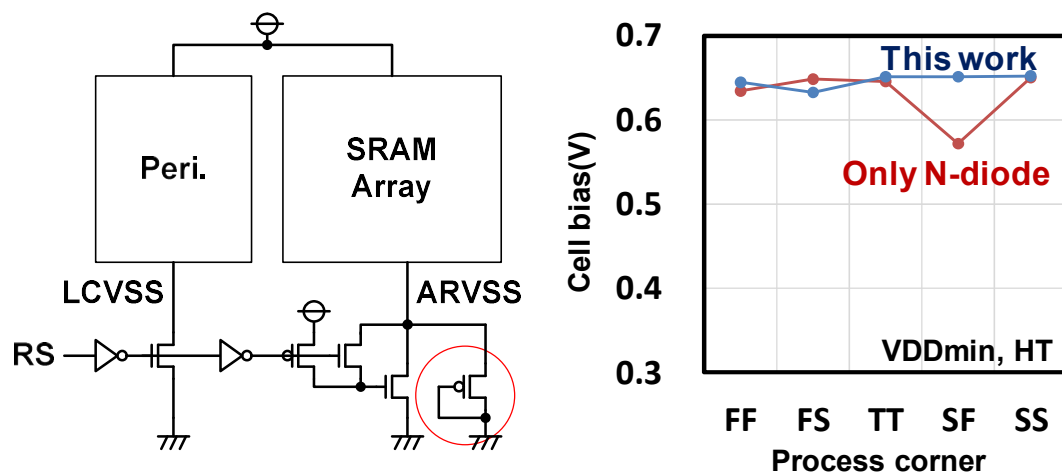 Peri.
SRAM
Array
LCVSS
ARVSS
RS
0.7
0.6
0.5
0.4
0.3
Cell bias(V)
This work
Only N-diode
VDDmin, HT
FF FS TT SF SS
Process corner